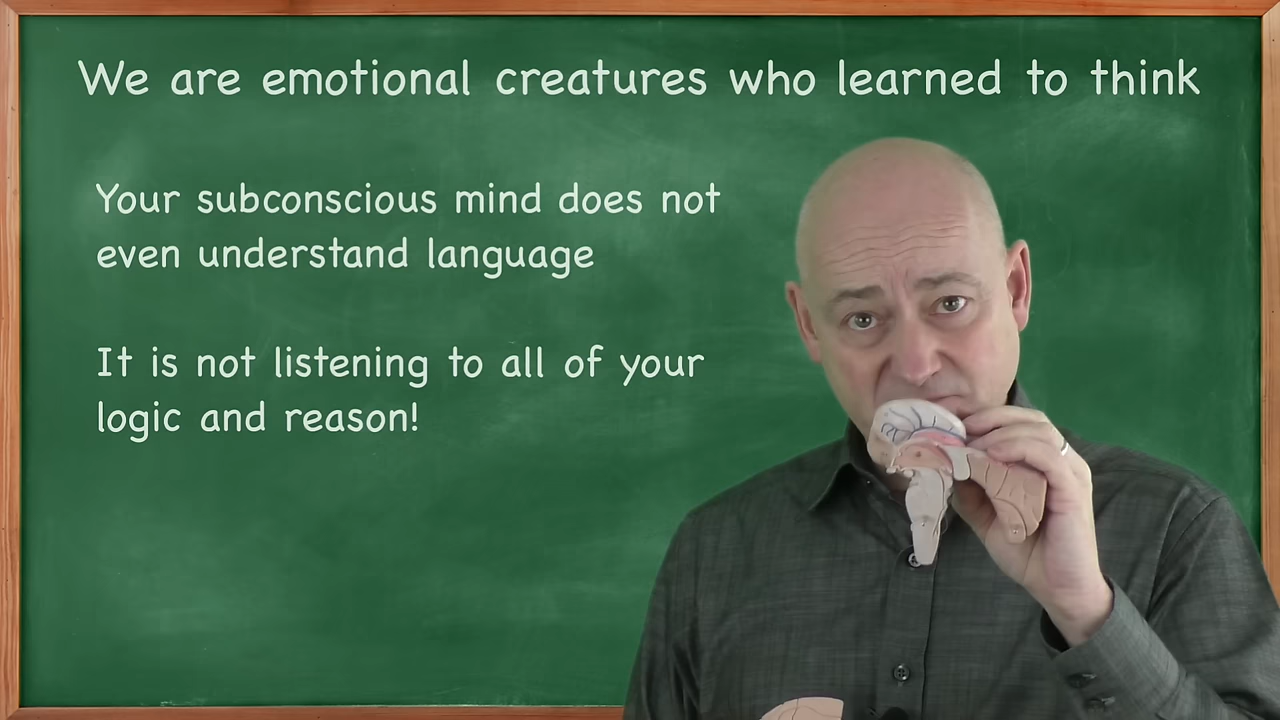 We are emotional creatures who learned to think
Your subconscious mind does not
even understand language
It is not listening to all of your
logic and reason!